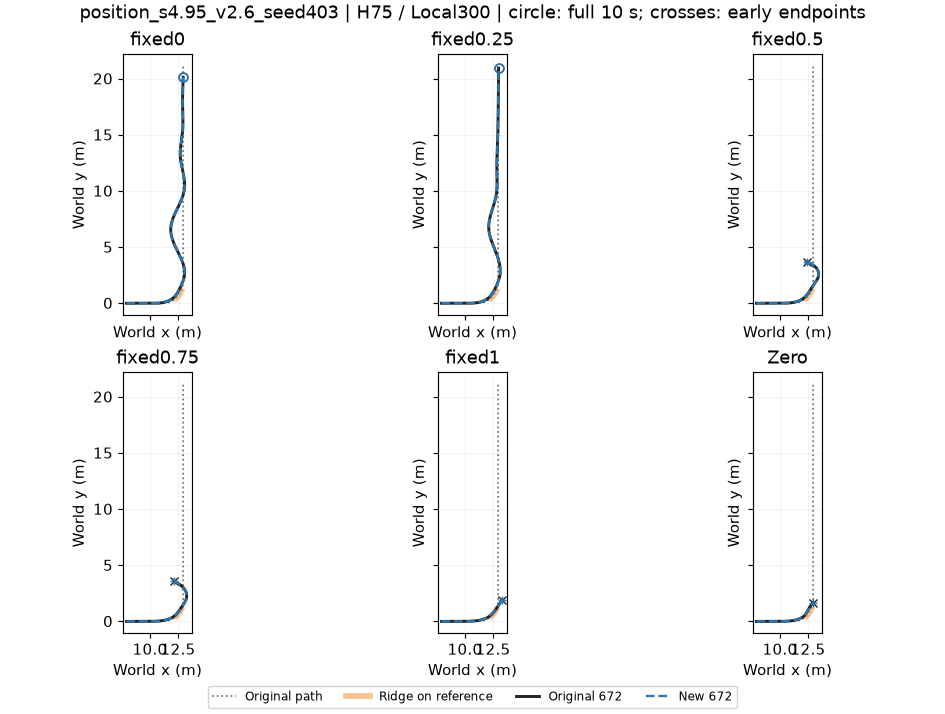 position_s4.95_v2.6_seed403 | H75 / Local300 | circle: full 10 s; crosses: early endpoints
fixed0
fixed0.25
fixed0.5
World y (m)
20
15
10
5
0
World x (m)
World y (m)
World x (m)
World y (m)
World x (m)
fixed0.75
fixed1
Zero
World y (m)
20
15
10
5
0
10.0 12.5
World x (m)
World y (m)
10.0 12.5
World x (m)
World y (m)
10.0 12.5
World x (m)
Original path
Ridge on reference
Original 672
New 672